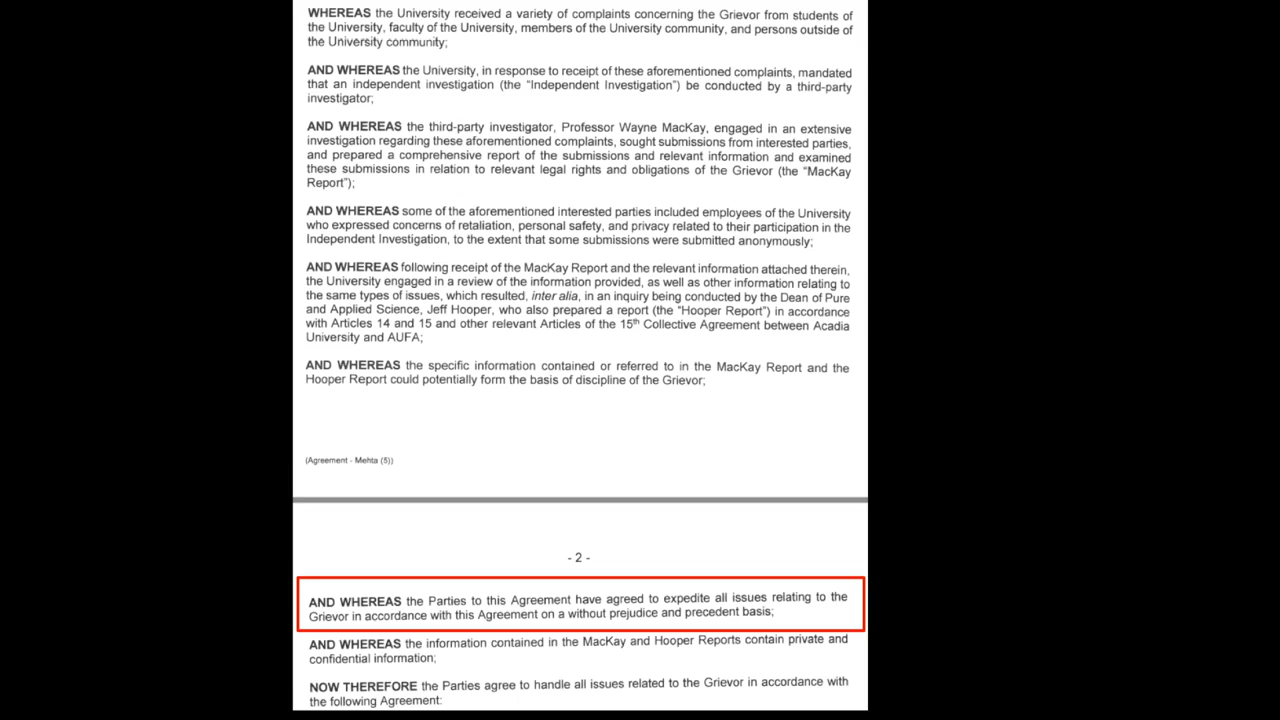 WHEREAS the University received a variety of complaints concerning the Grievor from students of
the University, faculty of the University, members of the University community, and persons outside of
the University community;
AND WHEREAS the University, in response to receipt of these aforementioned complaints, mandated
that an independent investigation (the “Independent Investigation”) be conducted by a third-party
investigator;
AND WHEREAS the third-party investigator, Professor Wayne MacKay, engaged in an extensive
investigation regarding these aforementioned complaints, sought submissions from interested parties,
and prepared a comprehensive report of the submissions and relevant information and examined
these submissions in relation to relevant legal rights and obligations of the Grievor (the “MacKay
Report”);
AND WHEREAS some of the aforementioned interested parties included employees of the University
who expressed concerns of retaliation, personal safety, and privacy related to their participation in the
Independent Investigation, to the extent that some submissions were submitted anonymously;
AND WHEREAS following receipt of the MacKay Report and the relevant information attached therein,
the University engaged in a review of the information provided, as well as other information relating to
the same types of issues, which resulted, inter alia, in an inquiry being conducted by the Dean of Pure
and Applied Science, Jeff Hooper, who also prepared a report (the “Hooper Report”) in accordance
with Articles 14 and 15 and other relevant Articles of the 15th Collective Agreement between Acadia
University and AUFA;
AND WHEREAS the specific information contained or referred to in the MacKay Report and the
Hooper Report could potentially form the basis of discipline of the Grievor;
(Agreement - Mehta (5))
- 2 -
AND WHEREAS the Parties to this Agreement have agreed to expedite all issues relating to the
Grievor in accordance with this Agreement on a without prejudice and precedent basis;
AND WHEREAS the information contained in the MacKay and Hooper Reports contain private and
confidential information;
NOW THEREFORE the Parties agree to handle all issues related to the Grievor in accordance with
the following Agreement: